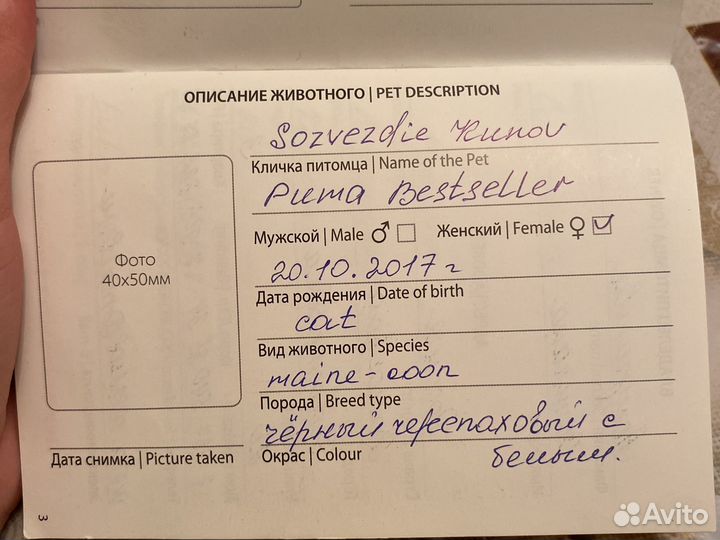 ОПИСАНИЕ ЖИВОТНОГО | PET DESCRIPTION
Sozvezdie Kunov
Кличка питомца | Name of the Pet
Puma Bestseller
Мужской | Male ♂ Женский | Female ♀
20.10.2017 г
Дата рождения | Date of birth
cat
Вид животного | Species
maine-coon
Порода | Breed type
чёрный черепаховый с
Окрас | Colour белым.
Фото
40x50мм
Дата снимка | Picture taken
3
Avito